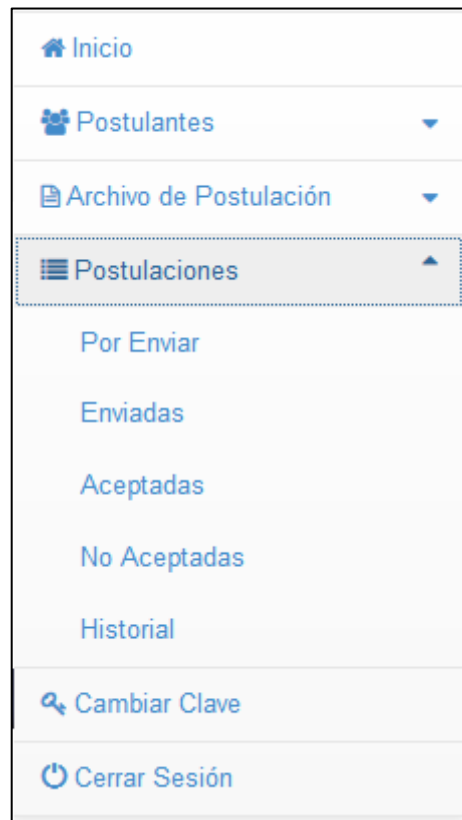 Inicio
Postulantes
Archivo de Postulación
Postulaciones
Por Enviar
Enviadas
Aceptadas
No Aceptadas
Historial
Cambiar Clave
Cerrar Sesión